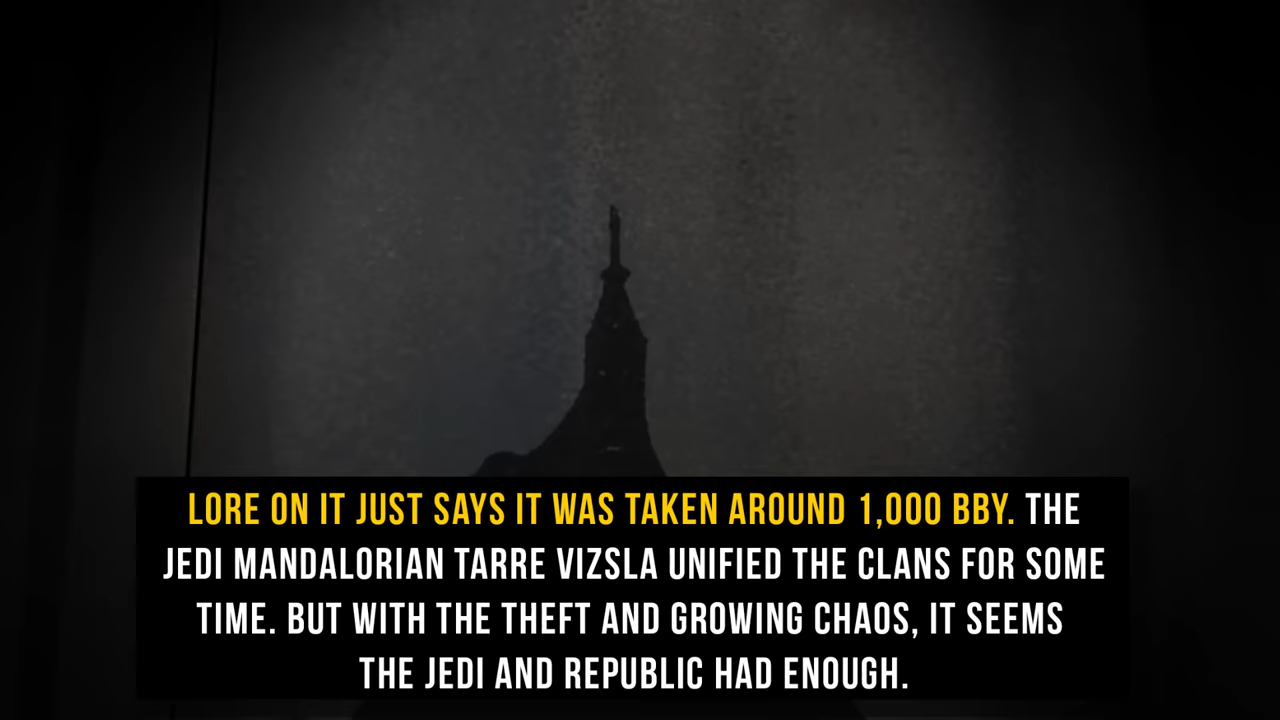 LORE ON IT JUST SAYS IT WAS TAKEN AROUND 1,000 BBY. THE
JEDI MANDALORIAN TARRE VIZSLA UNIFIED THE CLANS FOR SOME
TIME. BUT WITH THE THEFT AND GROWING CHAOS, IT SEEMS
THE JEDI AND REPUBLIC HAD ENOUGH.